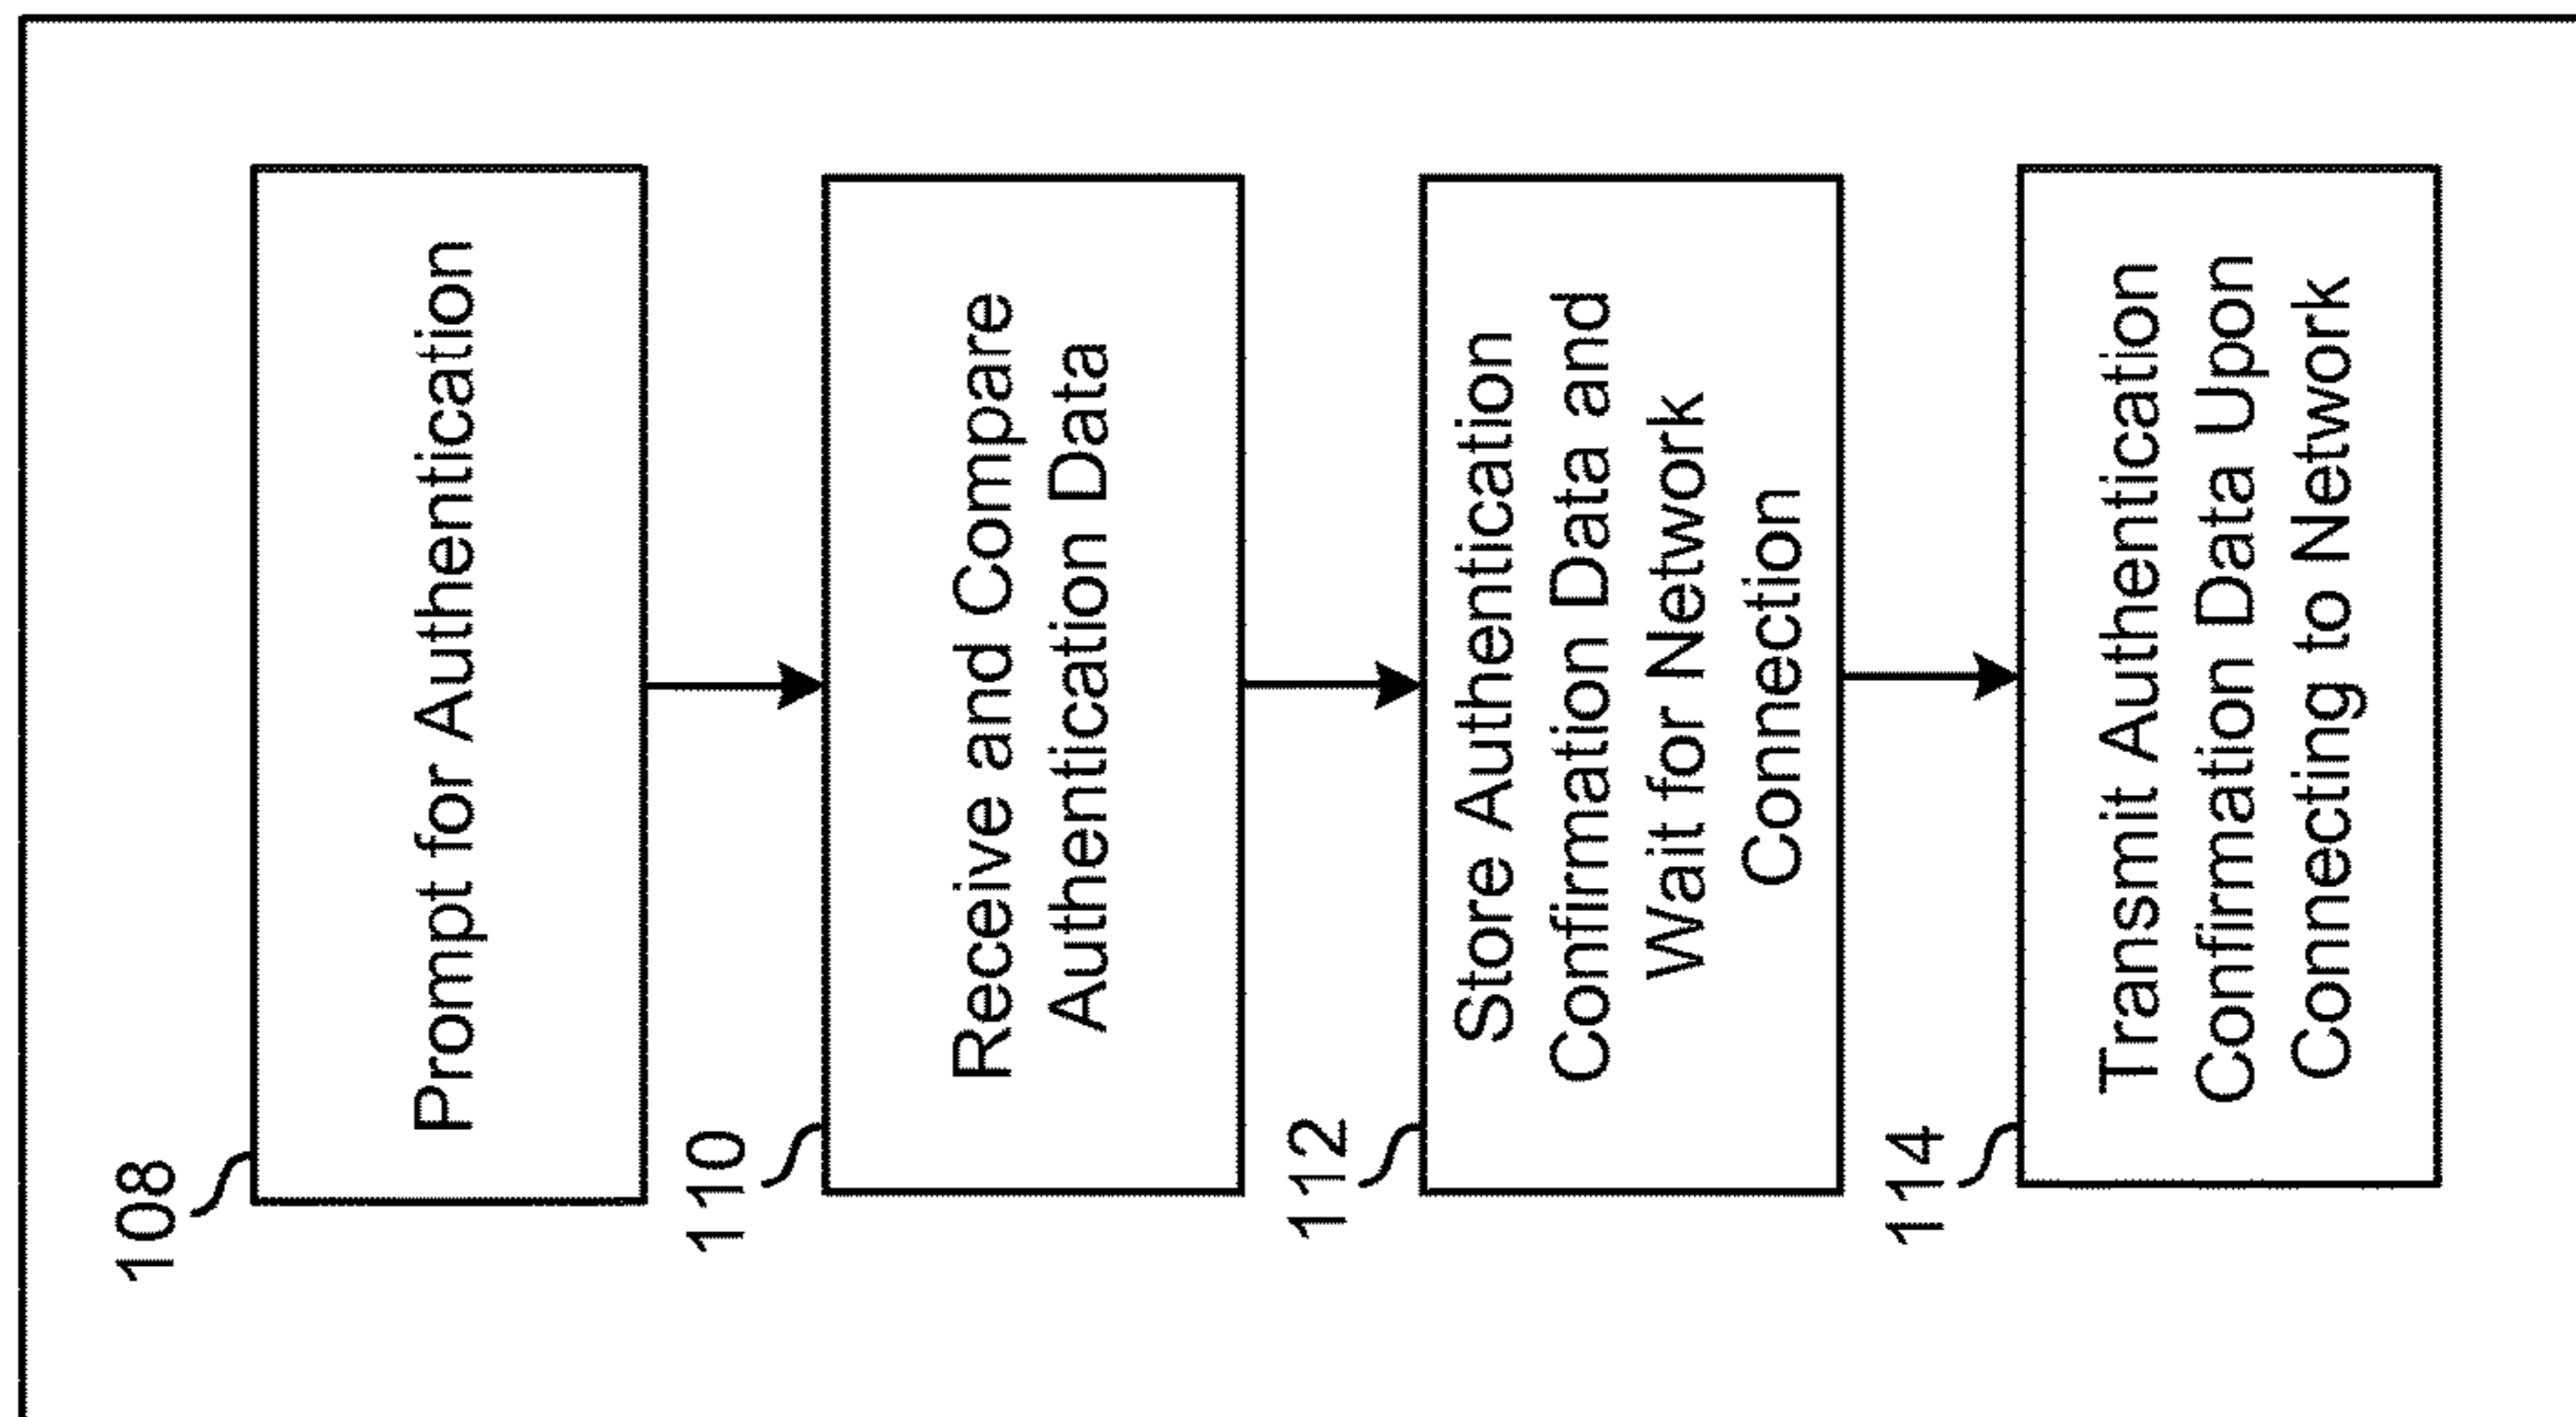 108
Prompt for Authentication
110
Receive and Compare
Authentication Data
112
Store Authentication
Confirmation Data and
Wait for Network
Connection
114
Transmit Authentication
Confirmation Data Upon
Connecting to Network